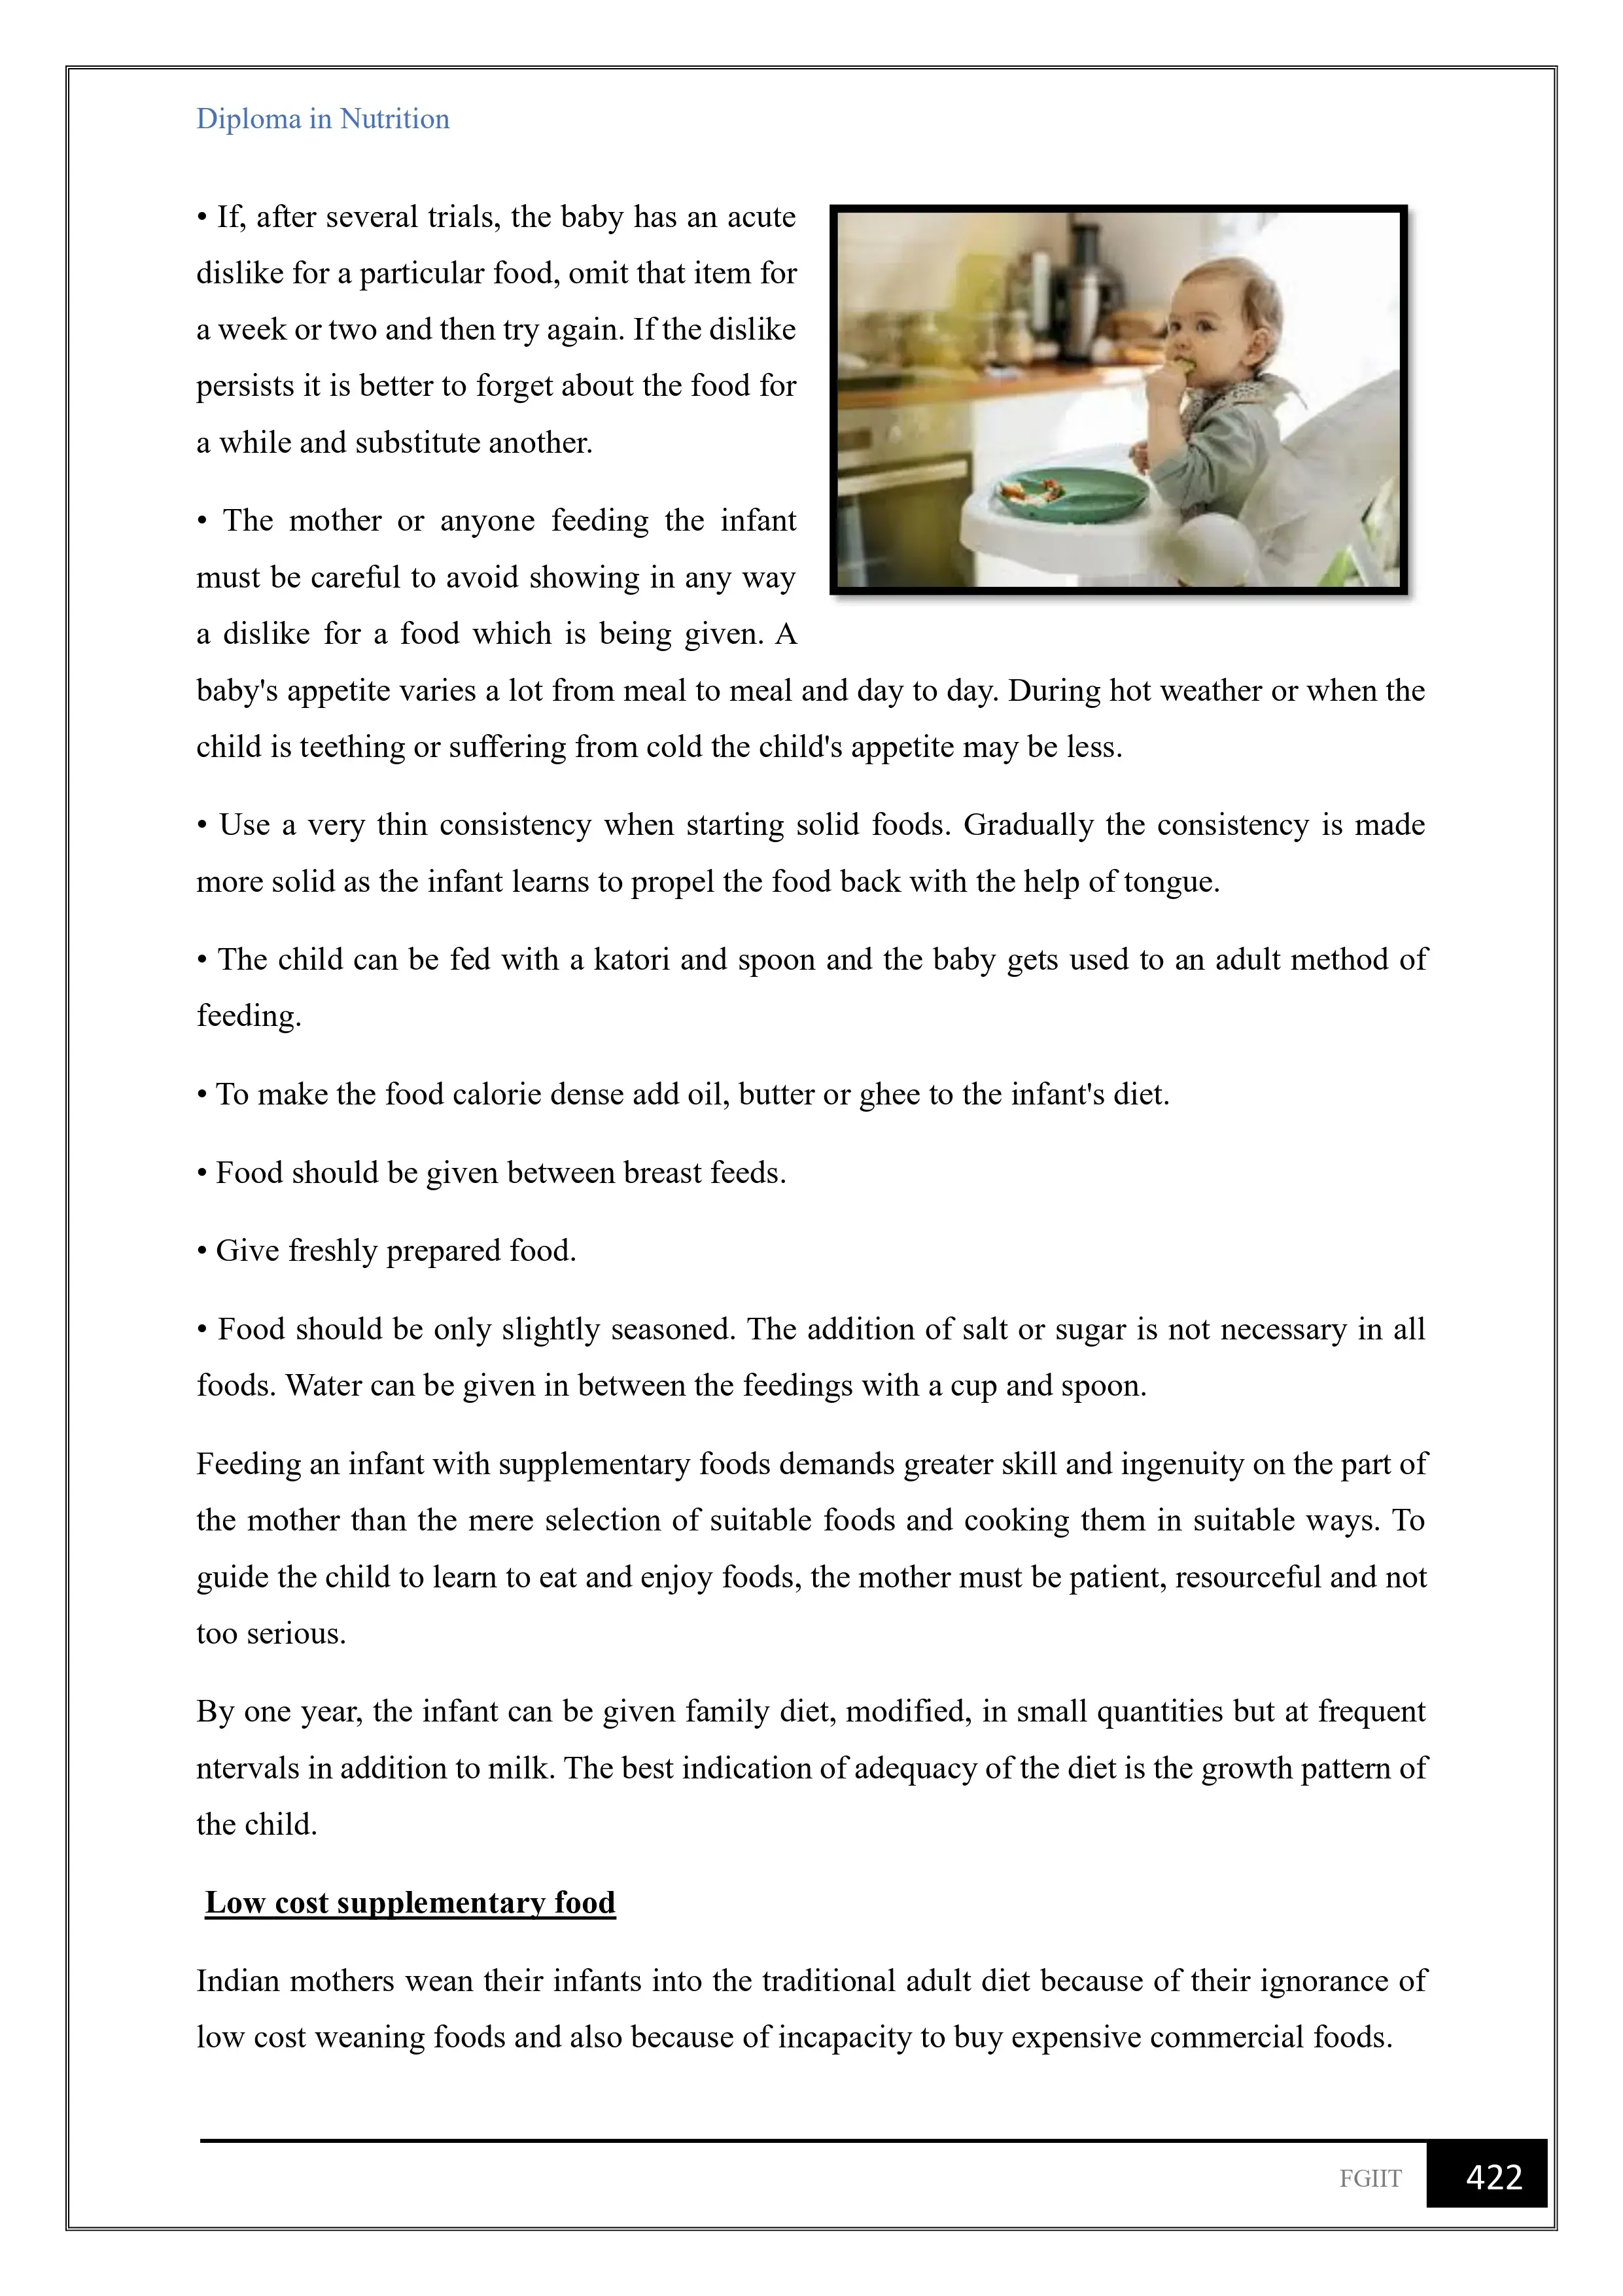 Diploma in Nutrition
• If, after several trials, the baby has an acute
dislike for a particular food, omit that item for
a week or two and then try again. If the dislike
persists it is better to forget about the food for
a while and substitute another.
• The mother or anyone feeding the infant
must be careful to avoid showing in any way
a dislike for a food which is being given. A
baby's appetite varies a lot from meal to meal and day to day. During hot weather or when the
child is teething or suffering from cold the child's appetite may be less.
• Use a very thin consistency when starting solid foods. Gradually the consistency is made
more solid as the infant learns to propel the food back with the help of tongue.
• The child can be fed with a katori and spoon and the baby gets used to an adult method of
feeding.
• To make the food calorie dense add oil, butter or ghee to the infant's diet.
• Food should be given between breast feeds.
• Give freshly prepared food.
• Food should be only slightly seasoned. The addition of salt or sugar is not necessary in all
foods. Water can be given in between the feedings with a cup and spoon.
Feeding an infant with supplementary foods demands greater skill and ingenuity on the part of
the mother than the mere selection of suitable foods and cooking them in suitable ways. To
guide the child to learn to eat and enjoy foods, the mother must be patient, resourceful and not
too serious.
By one year, the infant can be given family diet, modified, in small quantities but at frequent
ntervals in addition to milk. The best indication of adequacy of the diet is the growth pattern of
the child.
Low cost supplementary food
Indian mothers wean their infants into the traditional adult diet because of their ignorance of
low cost weaning foods and also because of incapacity to buy expensive commercial foods.
FGIIT 422